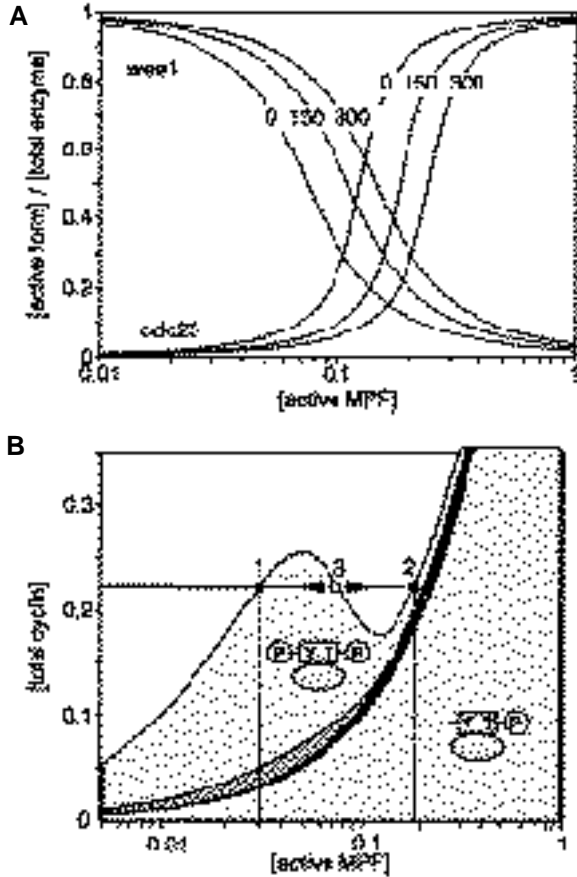 A
[active form] / [total enzyme]
1
0.8
0.6
0.4
0.2
0
wee1
0 150 300
0 150 300
cdc25
0.01 0.1 1
[active MPF]
B
[total cyclin]
0.3
0.2
0.1
0
1 3 2
P Y T P
Y T P
0.01 0.1 1
[active MPF]